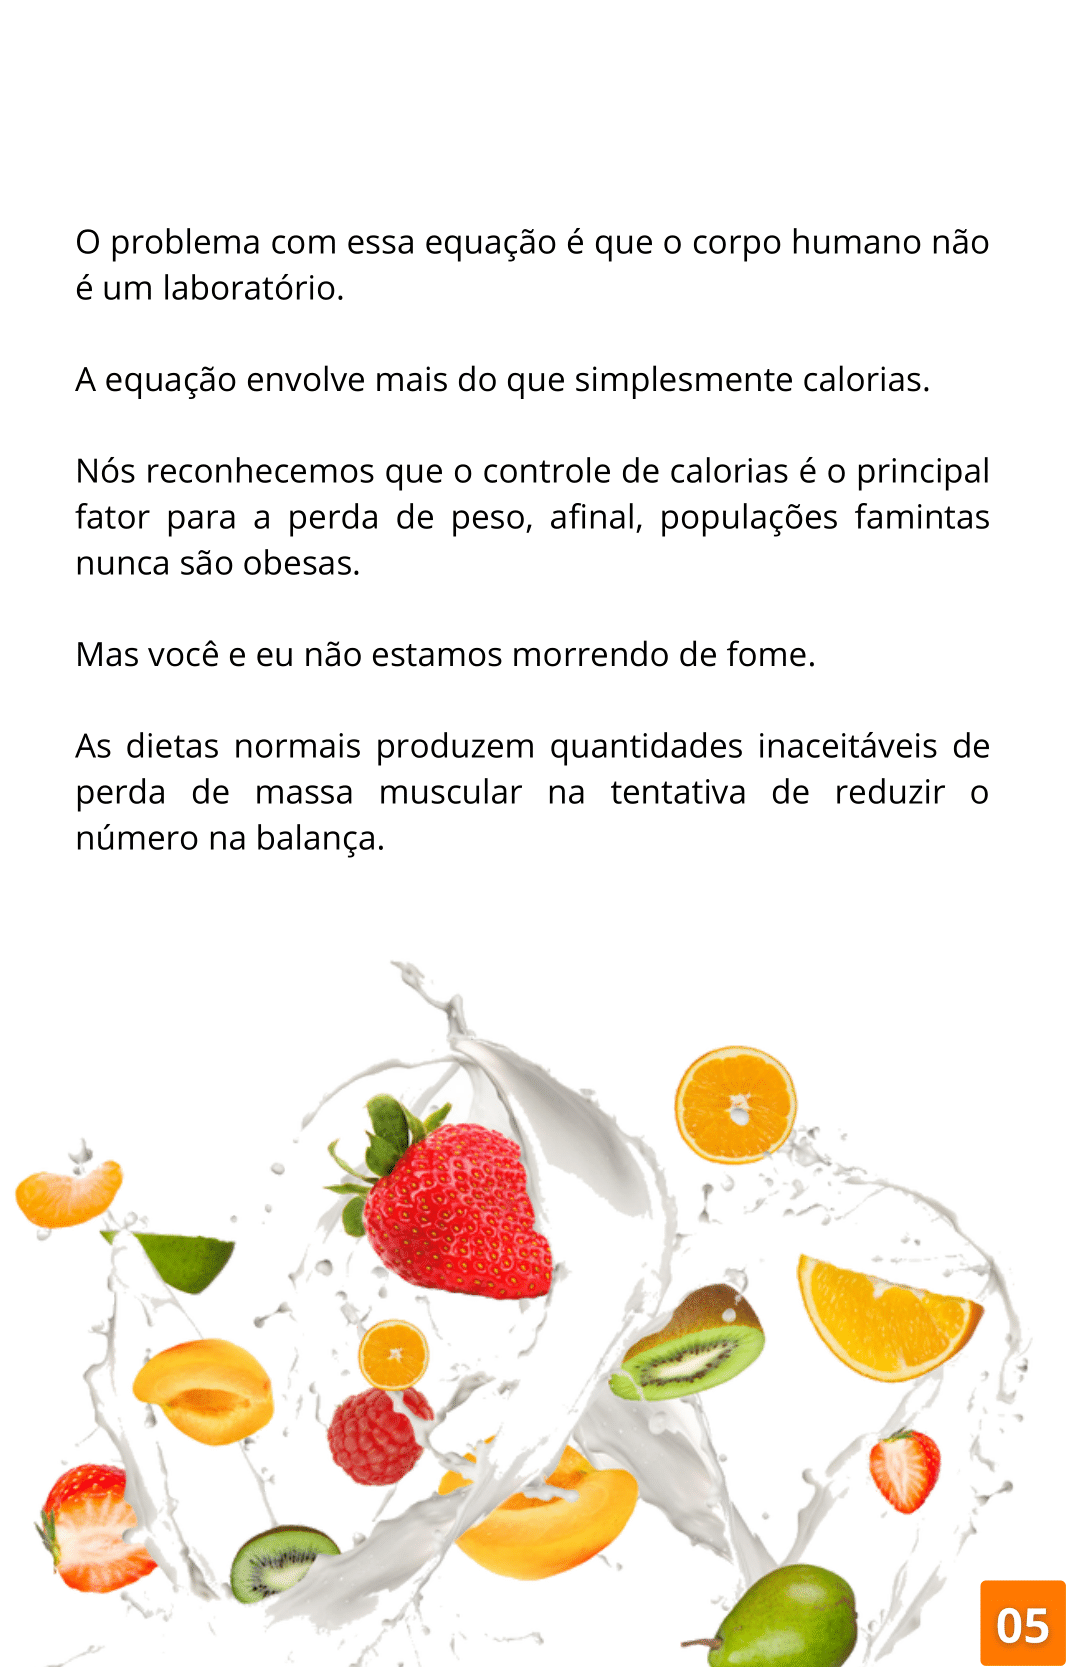 O problema com essa equação é que o corpo humano não
é um laboratório.
A equação envolve mais do que simplesmente calorias.
Nós reconhecemos que o controle de calorias é o principal
fator para a perda de peso, afinal, populações famintas
nunca são obesas.
Mas você e eu não estamos morrendo de fome.
As dietas normais produzem quantidades inaceitáveis de
perda de massa muscular na tentativa de reduzir o
número na balança.
05